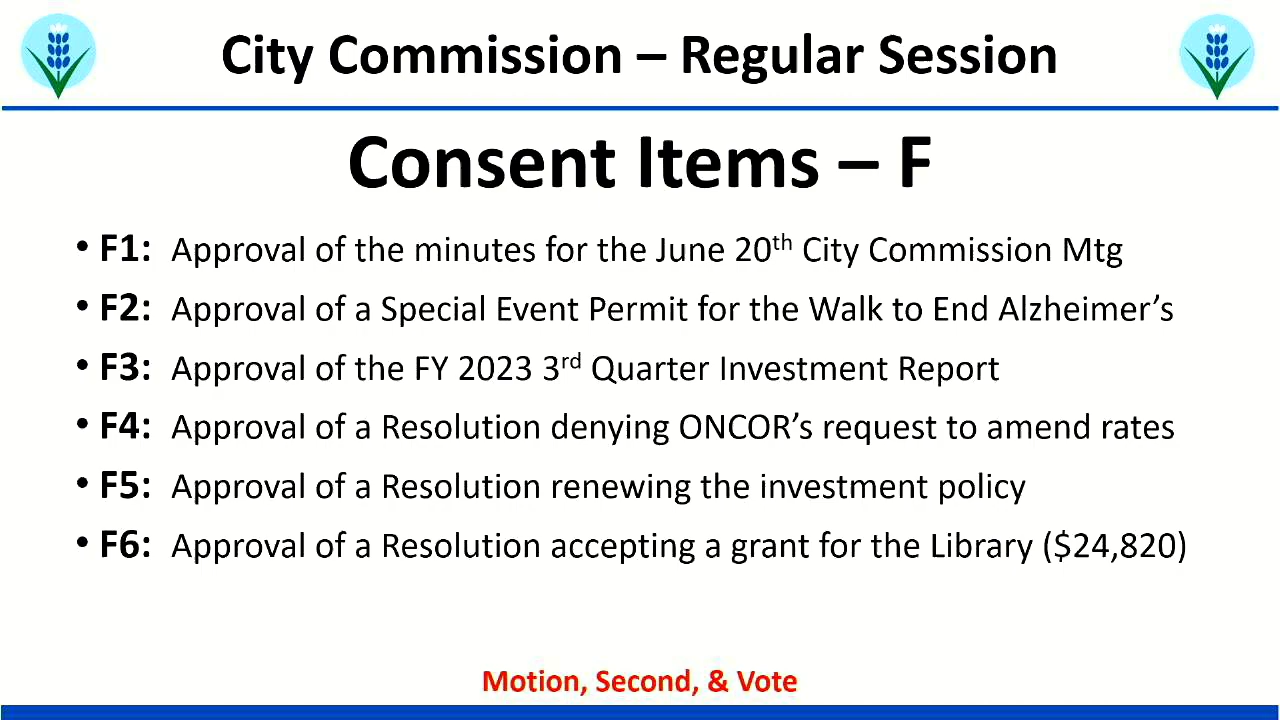 City Commission – Regular Session
Consent Items – F
• F1: Approval of the minutes for the June 20th City Commission Mtg
• F2: Approval of a Special Event Permit for the Walk to End Alzheimer’s
• F3: Approval of the FY 2023 3rd Quarter Investment Report
• F4: Approval of a Resolution denying ONCOR’s request to amend rates
• F5: Approval of a Resolution renewing the investment policy
• F6: Approval of a Resolution accepting a grant for the Library ($24,820)
Motion, Second, & Vote